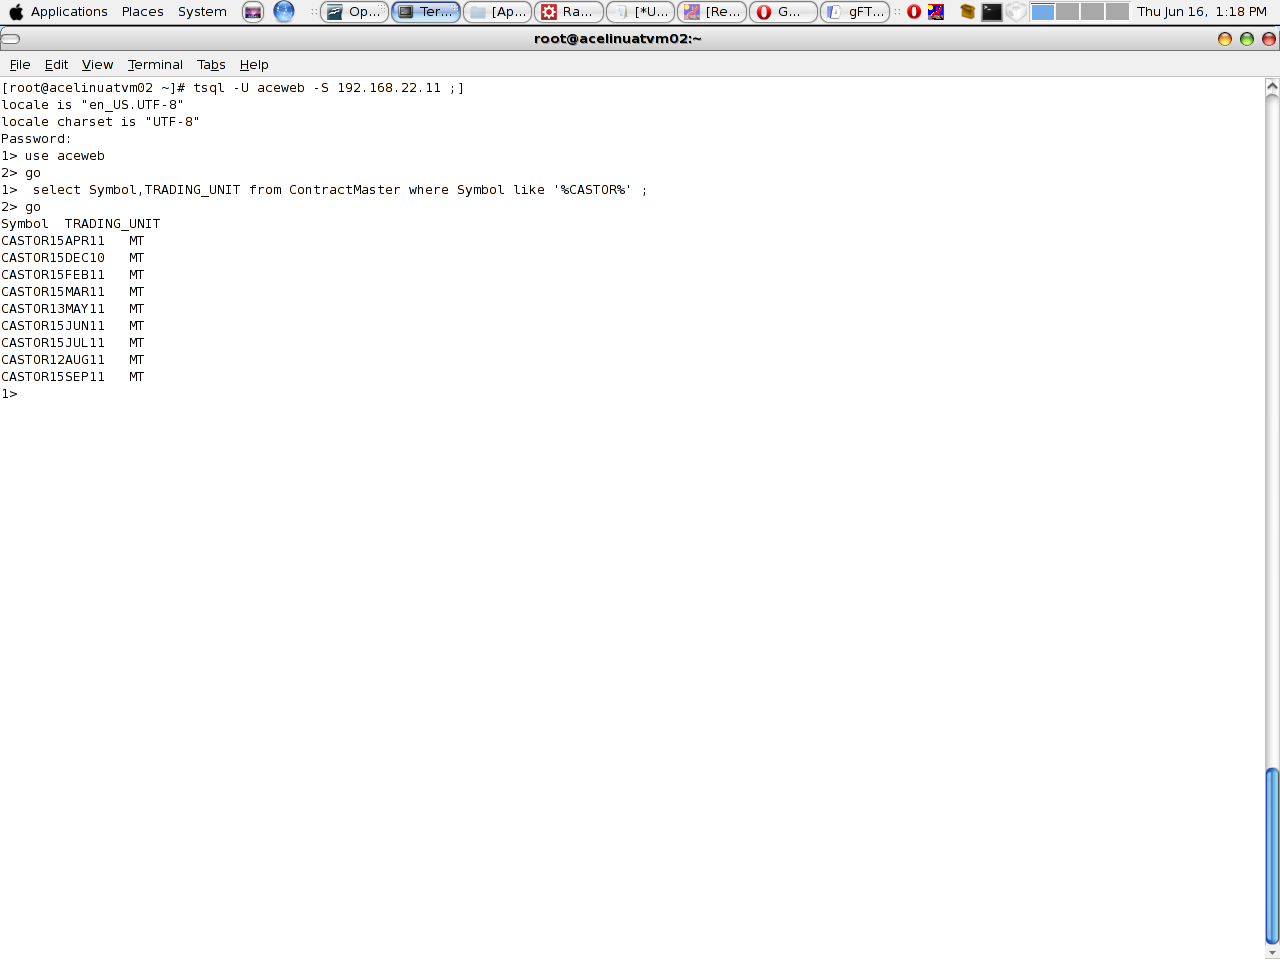 Applications Places System Op... Ter... [Ap... Ra... [*U... [Re... G... gFT... Thu Jun 16, 1:18 PM
root@acelinuatvm02:~
File Edit View Terminal Tabs Help
[root@acelinuatvm02 ~]# tsql -U aceweb -S 192.168.22.11 ;]
locale is "en_US.UTF-8"
locale charset is "UTF-8"
Password:
1> use aceweb
2> go
1>  select Symbol,TRADING_UNIT from ContractMaster where Symbol like '%CASTOR%' ;
2> go
Symbol  TRADING_UNIT
CASTOR15APR11   MT
CASTOR15DEC10   MT
CASTOR15FEB11   MT
CASTOR15MAR11   MT
CASTOR13MAY11   MT
CASTOR15JUN11   MT
CASTOR15JUL11   MT
CASTOR12AUG11   MT
CASTOR15SEP11   MT
1>